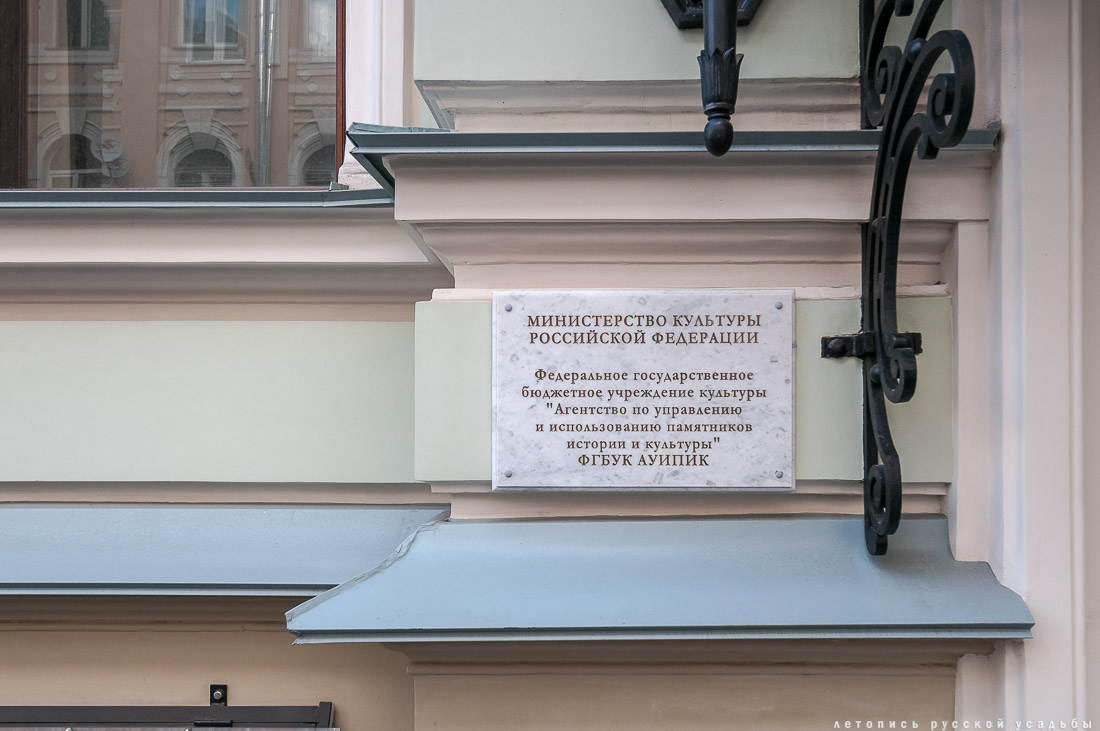 МИНИСТЕРСТВО КУЛЬТУРЫ
РОССИЙСКОЙ ФЕДЕРАЦИИ
Федеральное государственное
бюджетное учреждение культуры
"Агентство по управлению
и использованию памятников
истории и культуры"
ФГБУК АУИПИК
летопись русской усадьбы